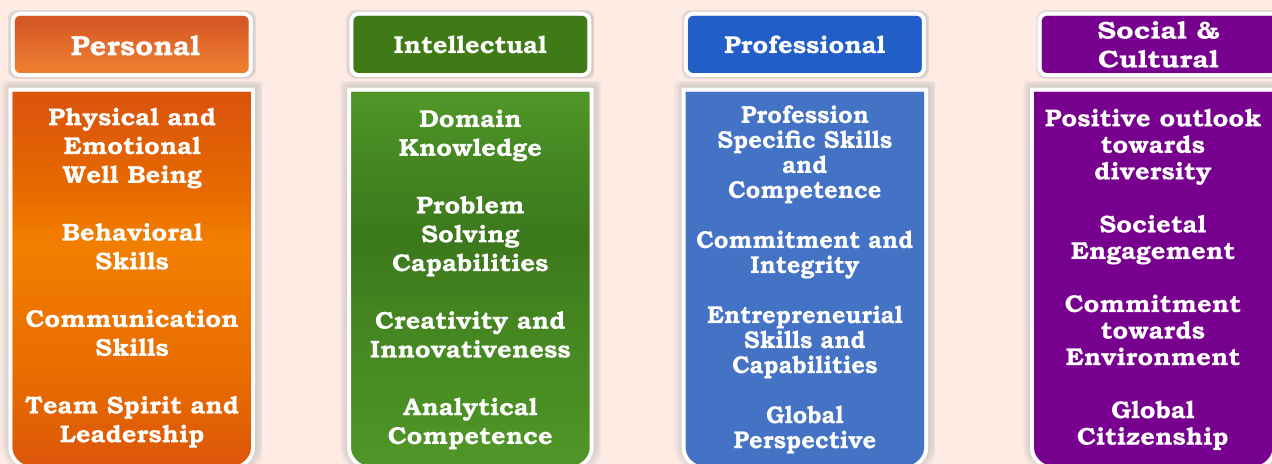 Personal
Physical and
Emotional
Well Being
Behavioral
Skills
Communication
Skills
Team Spirit and
Leadership
Intellectual
Domain
Knowledge
Problem
Solving
Capabilities
Creativity and
Innovativeness
Analytical
Competence
Professional
Profession
Specific Skills
and
Competence
Commitment and
Integrity
Entrepreneurial
Skills and
Capabilities
Global
Perspective
Social &
Cultural
Positive outlook
towards
diversity
Societal
Engagement
Commitment
towards
Environment
Global
Citizenship